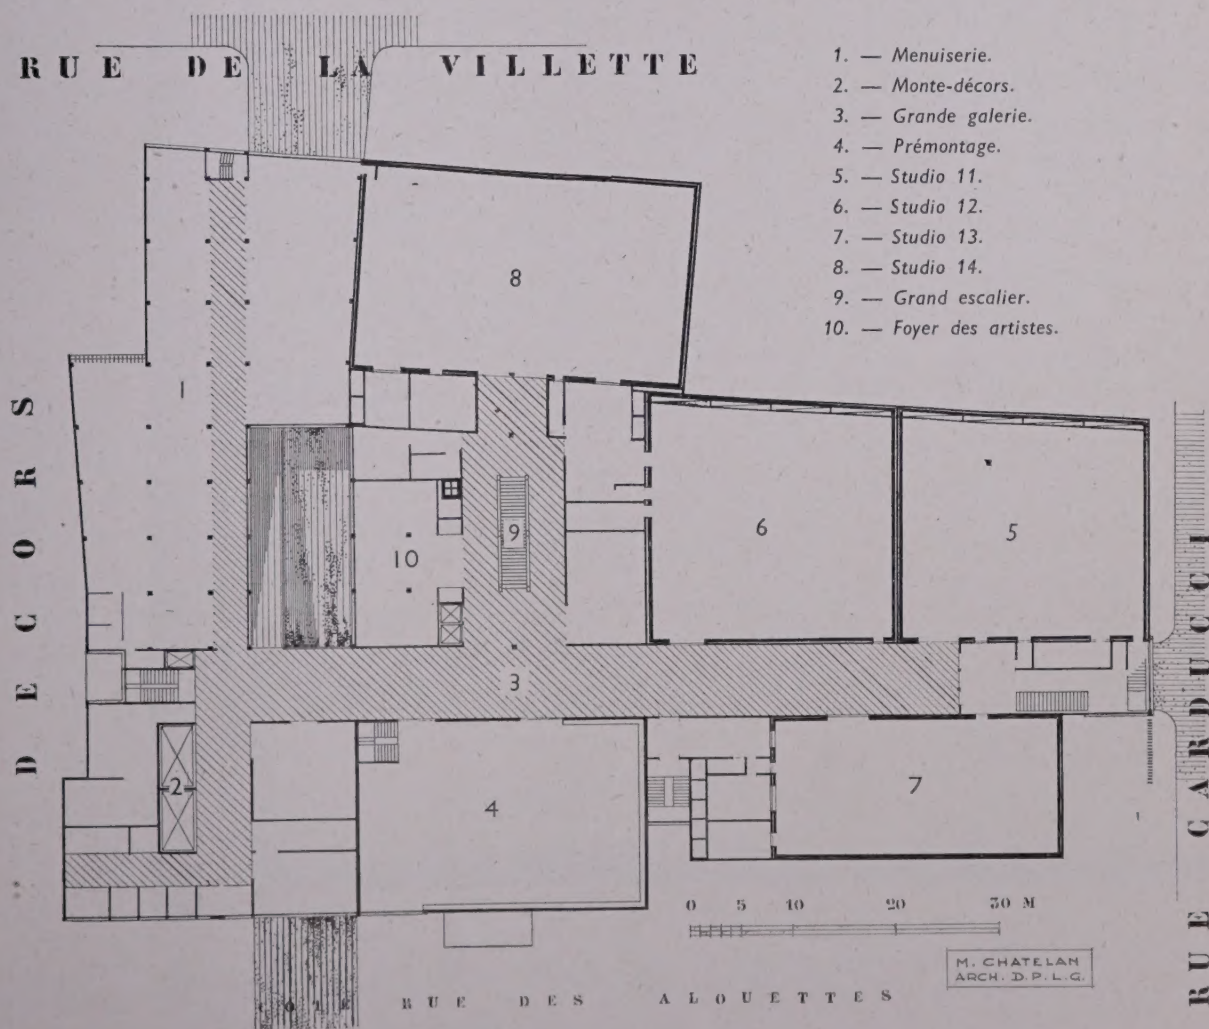 RUE DE LA VILLETTE
1. — Menuiserie.
2. — Monte-décors.
3. — Grande galerie.
4. — Prémontage.
5. — Studio 11.
6. — Studio 12.
7. — Studio 13.
8. — Studio 14.
9. — Grand escalier.
10. — Foyer des artistes.
DECORS
8
1
6
5
9
10
3
2
4
7
RUE CARDUCCI
0 5 10 20 30 M
M. CHATELAN
ARCH. D.P.L.G.
RUE DES ALOUETTES